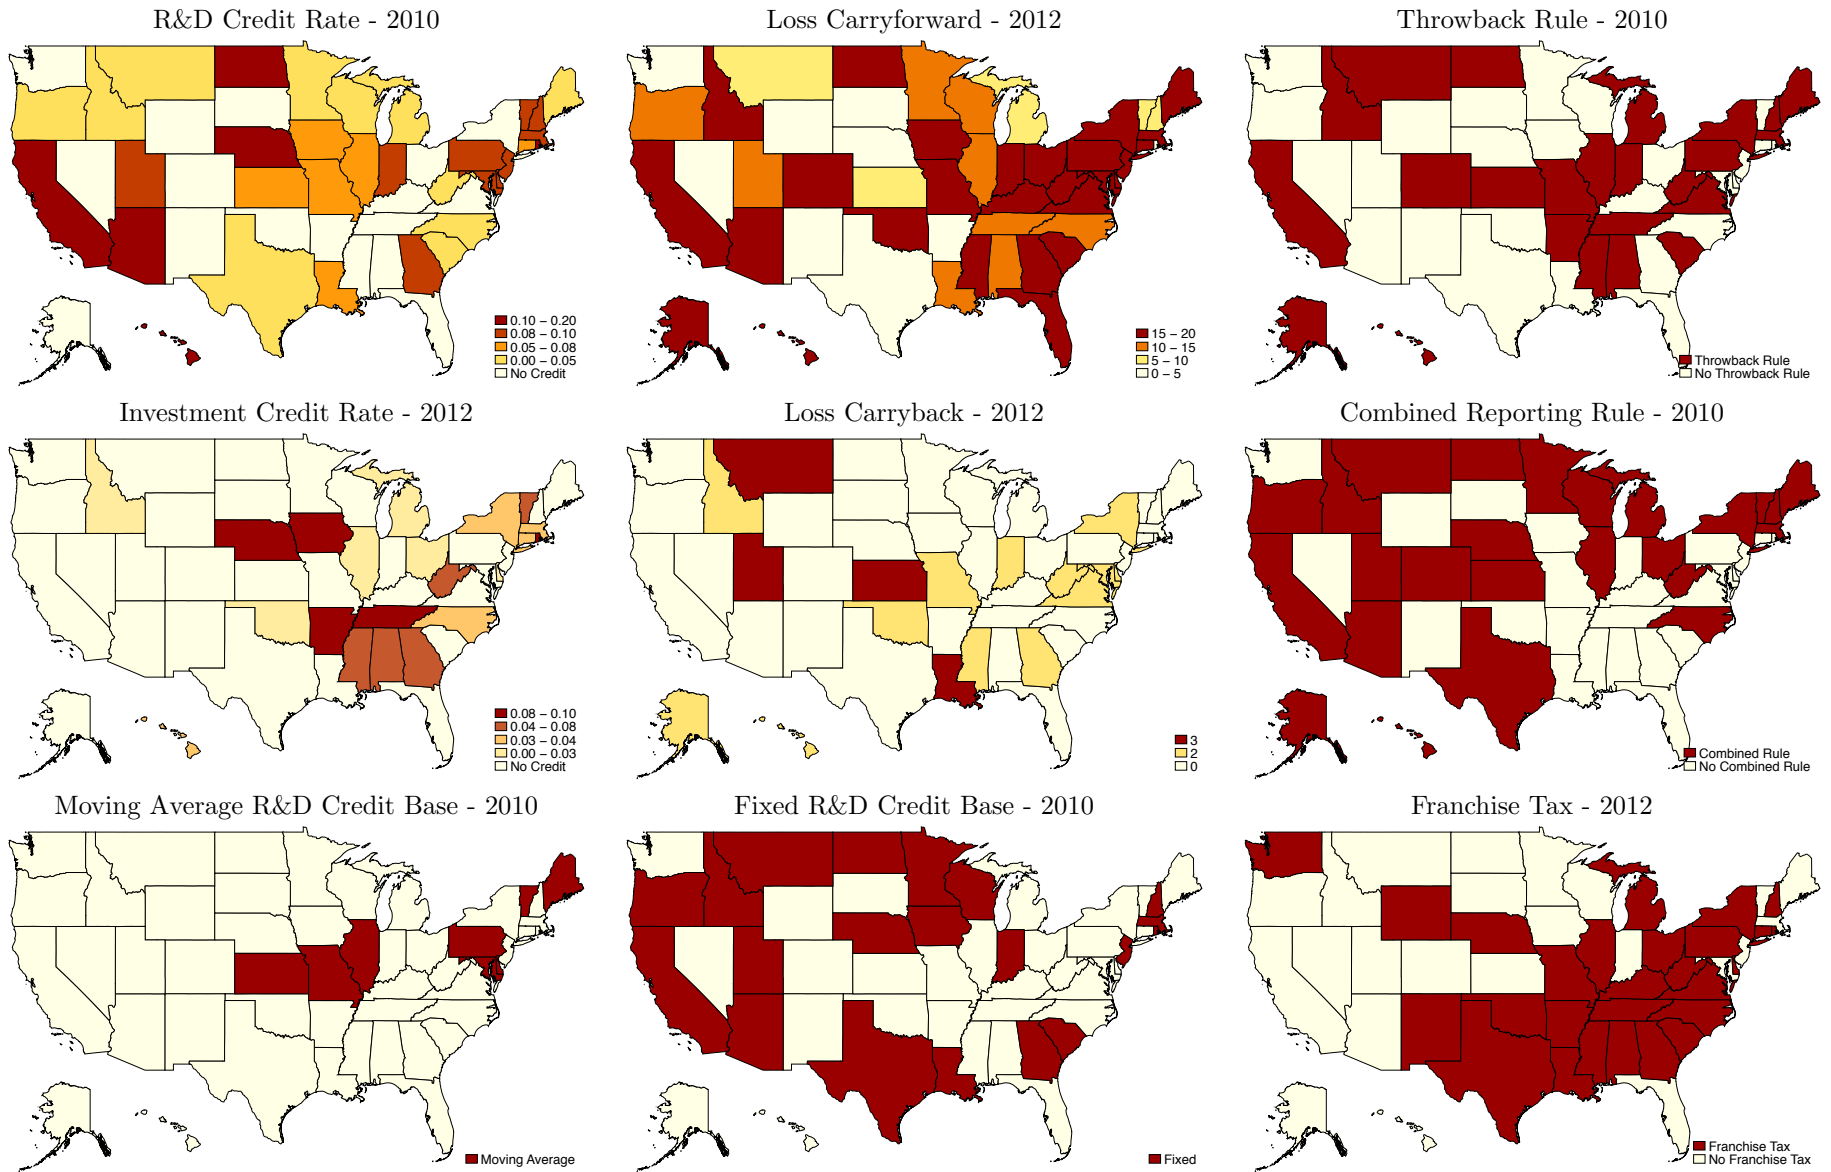 R&D Credit Rate - 2010
0.10 – 0.20
0.08 – 0.10
0.05 – 0.08
0.00 – 0.05
No Credit
Loss Carryforward - 2012
15 – 20
10 – 15
5 – 10
0 – 5
Throwback Rule - 2010
Throwback Rule
No Throwback Rule
Investment Credit Rate - 2012
0.08 – 0.10
0.04 – 0.08
0.03 – 0.04
0.00 – 0.03
No Credit
Loss Carryback - 2012
3
2
0
Combined Reporting Rule - 2010
Combined Rule
No Combined Rule
Moving Average R&D Credit Base - 2010
Moving Average
Fixed R&D Credit Base - 2010
Fixed
Franchise Tax - 2012
Franchise Tax
No Franchise Tax